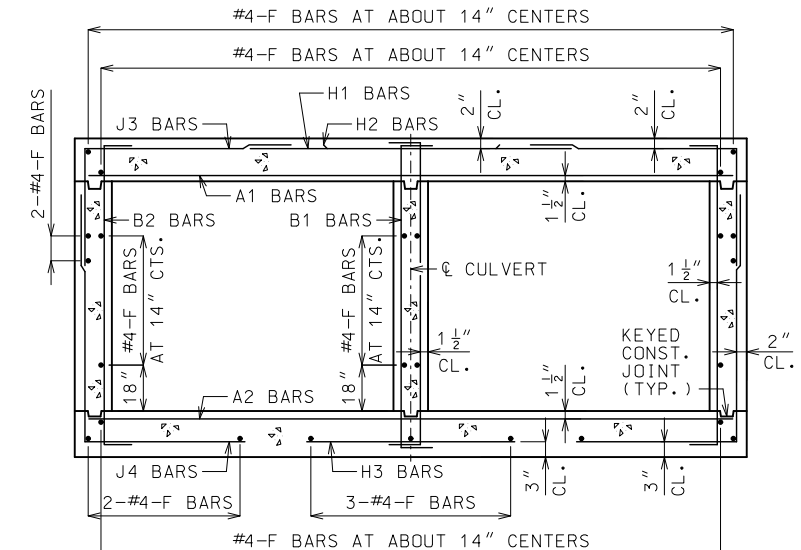 #4-F BARS AT ABOUT 14" CENTERS
#4-F BARS AT ABOUT 14" CENTERS
2-#4-F BARS
H1 BARS
J3 BARS
H2 BARS
2"
CL.
2"
CL.
A1 BARS
1 1/2"
CL.
B2 BARS
B1 BARS
#4-F BARS
AT 14" CTS.
#4-F BARS
AT 14" CTS.
℄ CULVERT
1 1/2"
CL.
18"
18"
1 1/2"
CL.
1 1/2"
CL.
KEYED
CONST.
JOINT
(TYP.)
2"
CL.
A2 BARS
J4 BARS
H3 BARS
3"
CL.
3"
CL.
2-#4-F BARS
3-#4-F BARS
#4-F BARS AT ABOUT 14" CENTERS